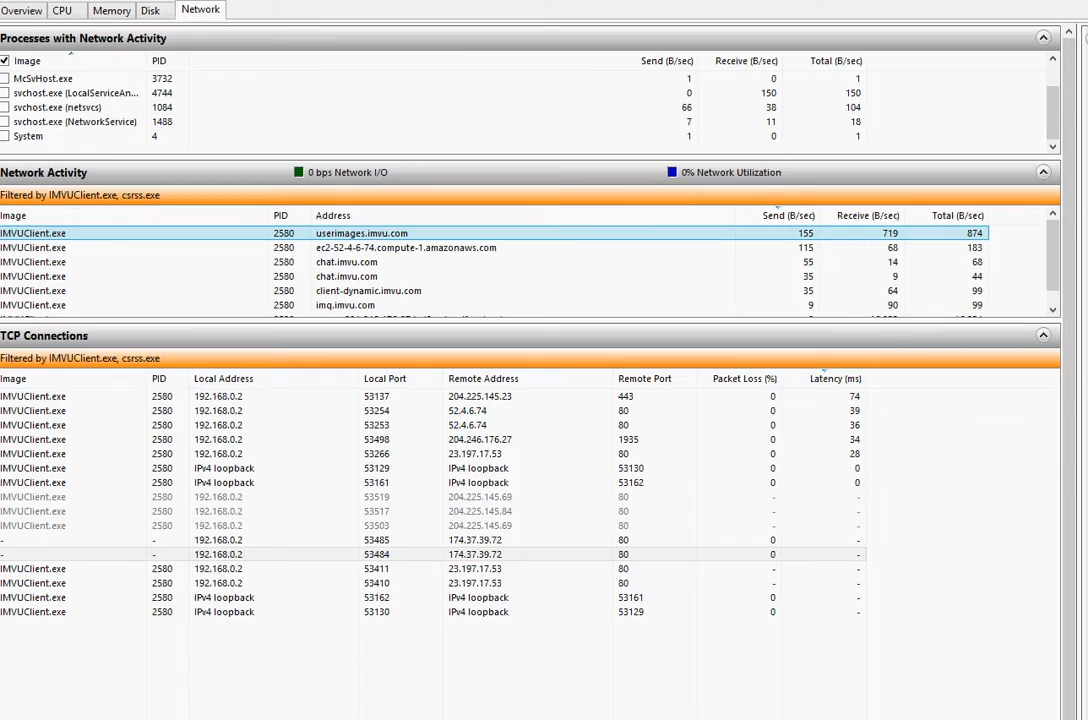 Overview CPU Memory Disk Network
Processes with Network Activity
Image PID Send (B/sec) Receive (B/sec) Total (B/sec)
McSvHost.exe 3732 1 0 1
svchost.exe (LocalServiceAn... 4744 0 150 150
svchost.exe (netsvcs) 1084 66 38 104
svchost.exe (NetworkService) 1488 7 11 18
System 4 1 0 1
Network Activity 0 bps Network I/O 0% Network Utilization
Filtered by IMVUClient.exe, csrss.exe
Image PID Address Send (B/sec) Receive (B/sec) Total (B/sec)
IMVUClient.exe 2580 userimages.imvu.com 155 719 874
IMVUClient.exe 2580 ec2-52-4-6-74.compute-1.amazonaws.com 115 68 183
IMVUClient.exe 2580 chat.imvu.com 55 14 68
IMVUClient.exe 2580 chat.imvu.com 35 9 44
IMVUClient.exe 2580 client-dynamic.imvu.com 35 64 99
IMVUClient.exe 2580 imq.imvu.com 9 90 99
TCP Connections
Filtered by IMVUClient.exe, csrss.exe
Image PID Local Address Local Port Remote Address Remote Port Packet Loss (%) Latency (ms)
IMVUClient.exe 2580 192.168.0.2 53137 204.225.145.23 443 0 74
IMVUClient.exe 2580 192.168.0.2 53254 52.4.6.74 80 0 39
IMVUClient.exe 2580 192.168.0.2 53253 52.4.6.74 80 0 36
IMVUClient.exe 2580 192.168.0.2 53498 204.246.176.27 1935 0 34
IMVUClient.exe 2580 192.168.0.2 53266 23.197.17.53 80 0 28
IMVUClient.exe 2580 IPv4 loopback 53129 IPv4 loopback 53130 0 0
IMVUClient.exe 2580 IPv4 loopback 53161 IPv4 loopback 53162 0 0
IMVUClient.exe 2580 192.168.0.2 53519 204.225.145.69 80 - -
IMVUClient.exe 2580 192.168.0.2 53517 204.225.145.84 80 - -
IMVUClient.exe 2580 192.168.0.2 53503 204.225.145.69 80 - -
- - 192.168.0.2 53485 174.37.39.72 80 0 -
- - 192.168.0.2 53484 174.37.39.72 80 0 -
IMVUClient.exe 2580 192.168.0.2 53411 23.197.17.53 80 - -
IMVUClient.exe 2580 192.168.0.2 53410 23.197.17.53 80 - -
IMVUClient.exe 2580 IPv4 loopback 53162 IPv4 loopback 53161 0 -
IMVUClient.exe 2580 IPv4 loopback 53130 IPv4 loopback 53129 0 -